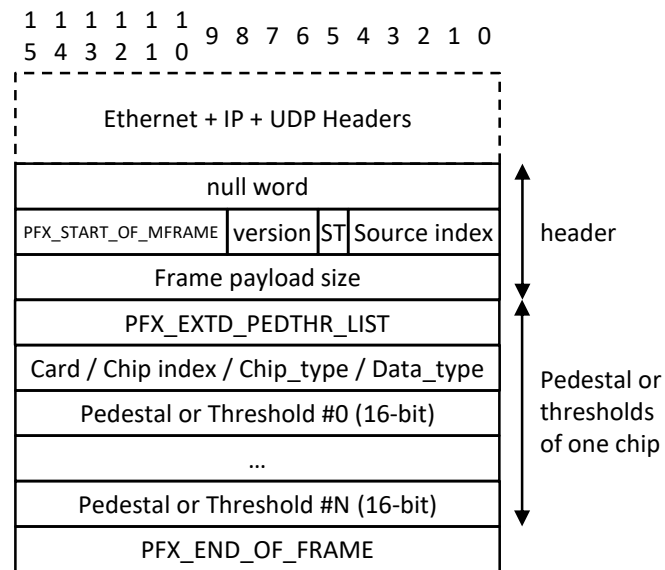 1 1 1 1 1 1
5 4 3 2 1 0 9 8 7 6 5 4 3 2 1 0
Ethernet + IP + UDP Headers
null word
PFX_START_OF_MFRAME version ST Source index
header
Frame payload size
PFX_EXTD_PEDTHR_LIST
Card / Chip index / Chip_type / Data_type
Pedestal or Threshold #0 (16-bit)
...
Pedestal or Threshold #N (16-bit)
PFX_END_OF_FRAME
Pedestal or
thresholds
of one chip